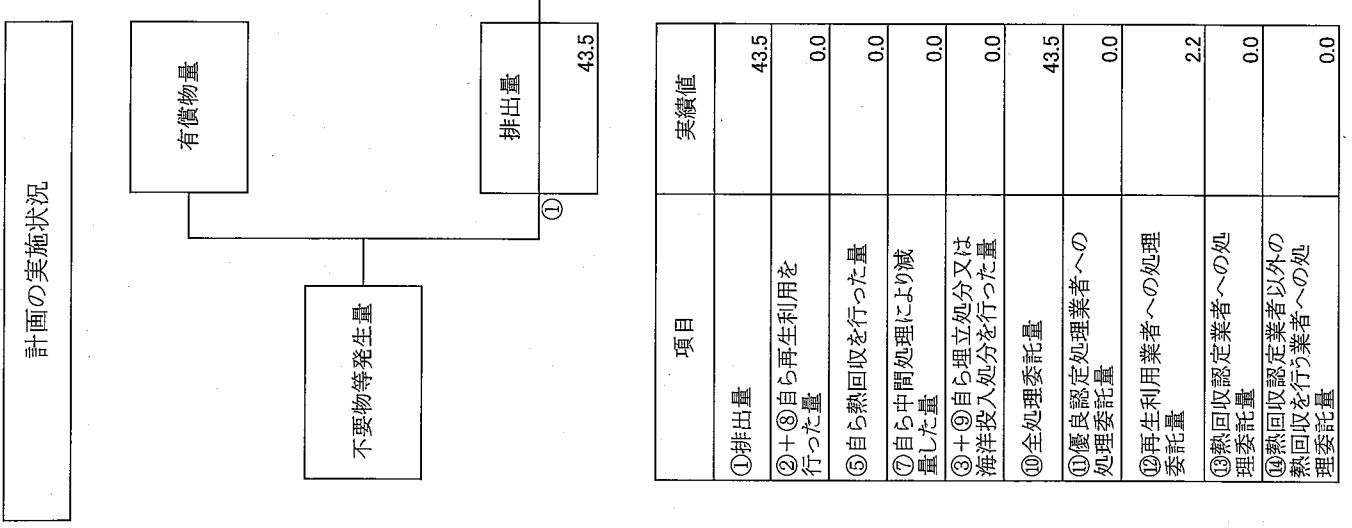 計画の実施状況
有償物量
不要物等発生量
①
排出量
43.5
項目
実績値
①排出量
43.5
②+⑧自ら再生利用を
行った量
0.0
⑤自ら熱回収を行った量
0.0
⑦自ら中間処理により減
量した量
0.0
③+⑨自ら埋立処分又は
海洋投入処分を行った量
0.0
⑩全処理委託量
43.5
⑪優良認定処理業者への
処理委託量
0.0
⑫再生利用業者への処理
委託量
2.2
⑬熱回収認定業者への処
理委託量
0.0
⑭熱回収認定業者以外の
熱回収を行う業者への処
理委託量
0.0